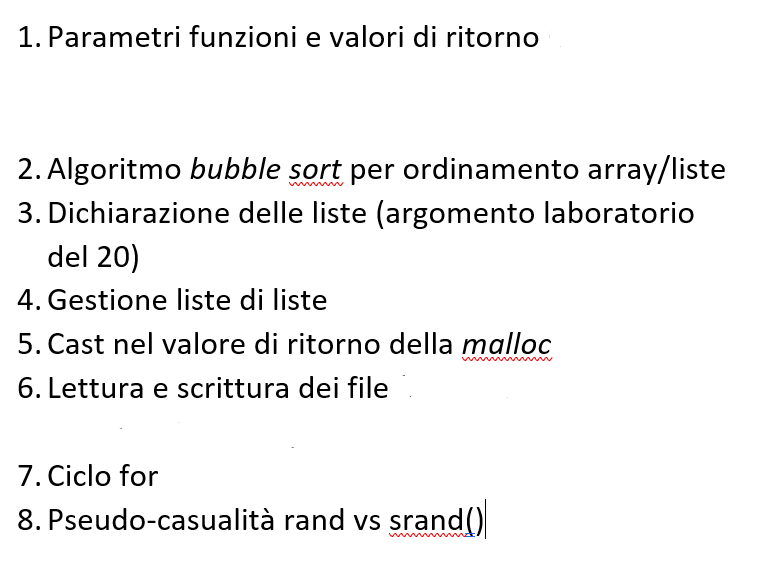 1. Parametri funzioni e valori di ritorno
2. Algoritmo bubble sort per ordinamento array/liste
3. Dichiarazione delle liste (argomento laboratorio
del 20)
4. Gestione liste di liste
5. Cast nel valore di ritorno della malloc
6. Lettura e scrittura dei file
7. Ciclo for
8. Pseudo-casualità rand vs srand()